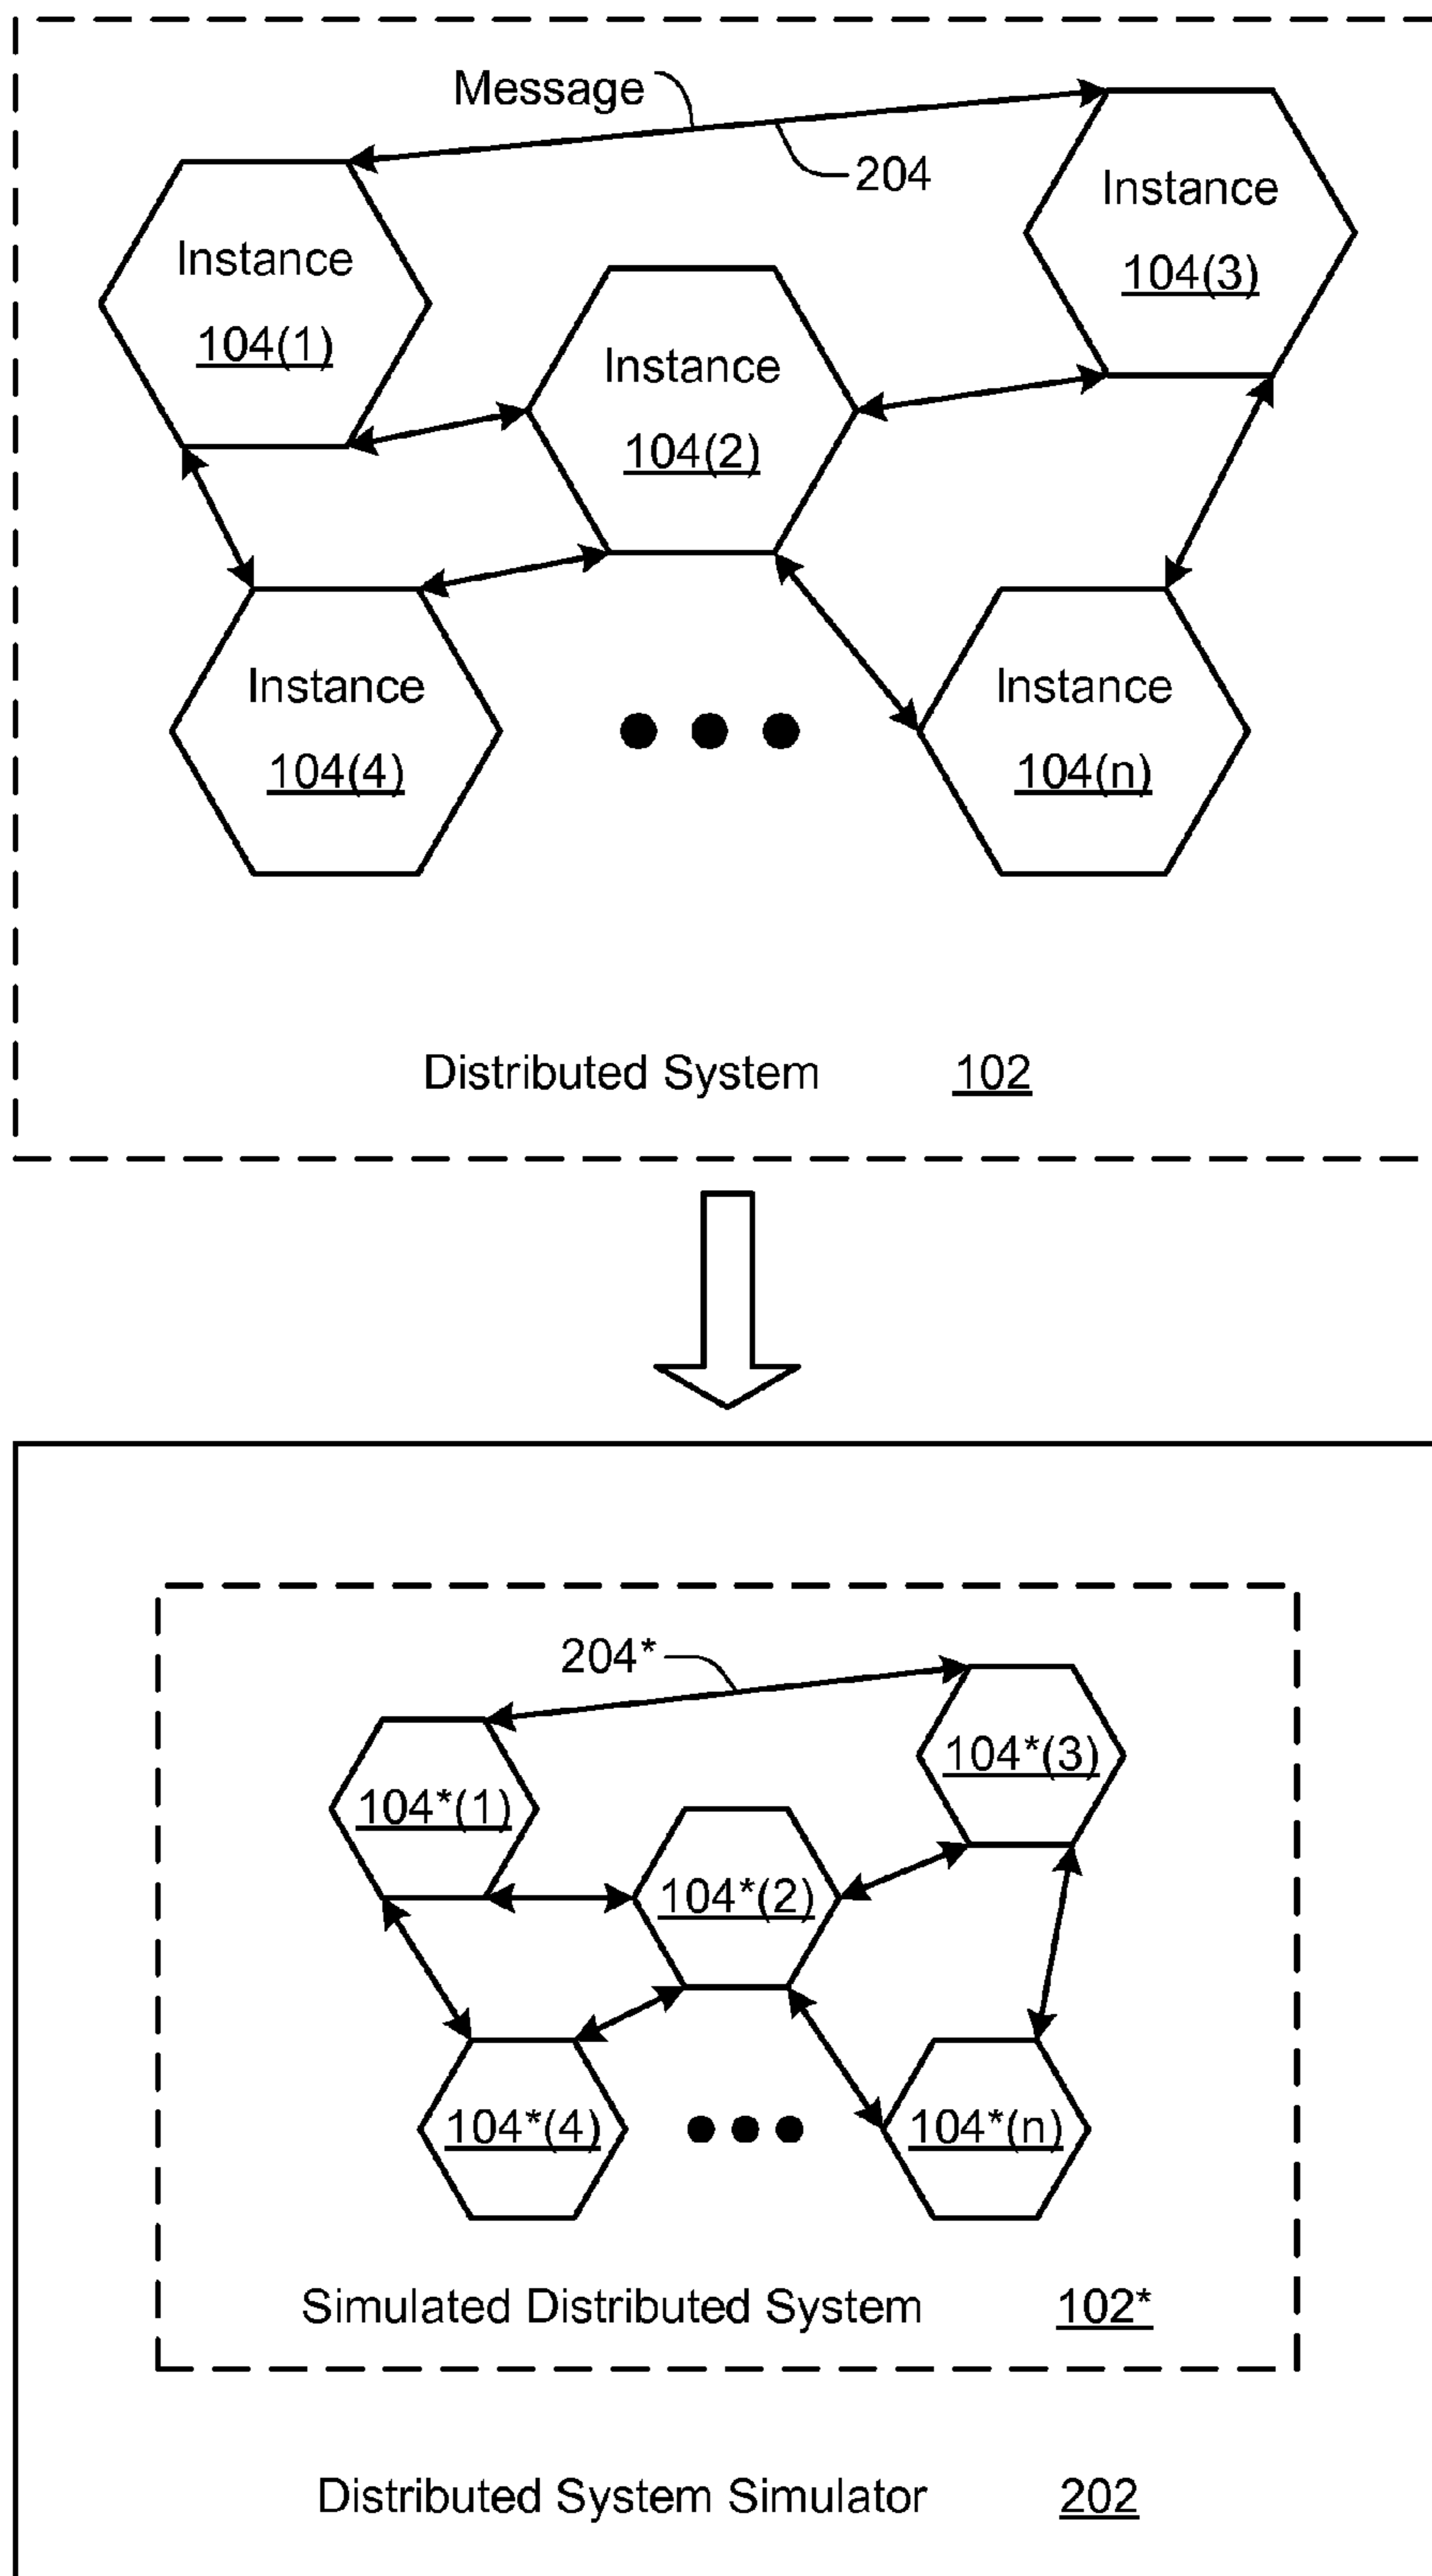 Message
204
Instance
104(1)
Instance
104(3)
Instance
104(2)
Instance
104(4)
Instance
104(n)
Distributed System 102
204*
104*(1)
104*(3)
104*(2)
104*(4)
104*(n)
Simulated Distributed System 102*
Distributed System Simulator 202